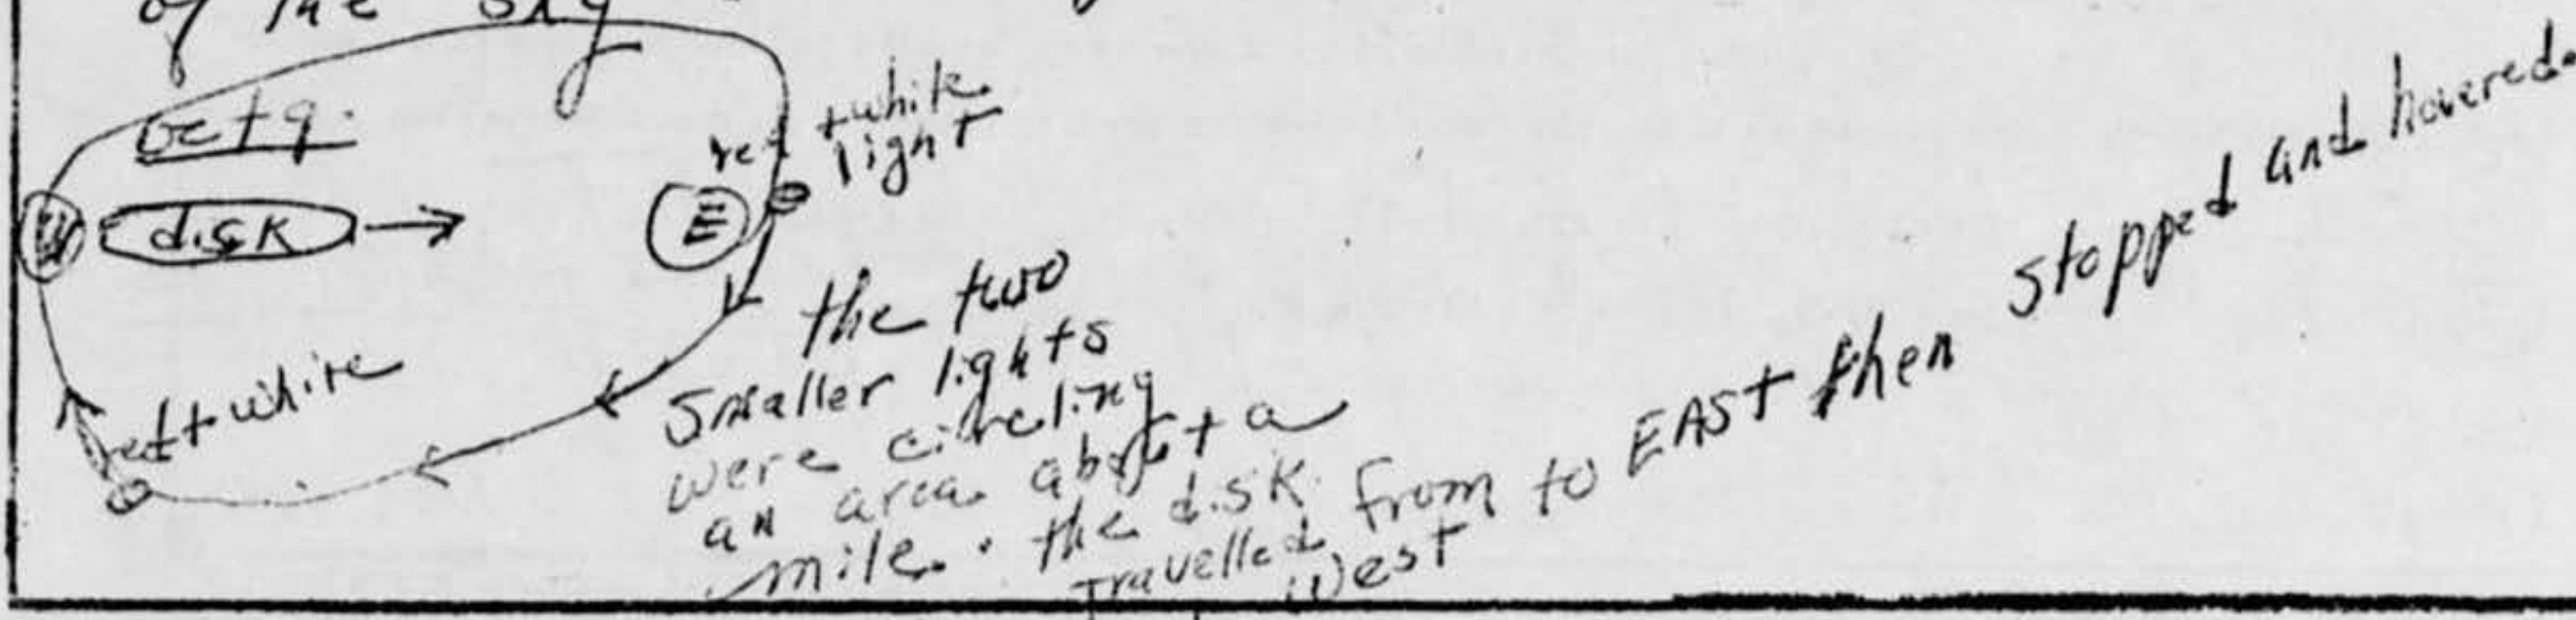 of the sky
oct 9.
W
disk
E
red + white
light
red + white
the two
smaller lights
were circling
an area about a
mile. the disk
travelled from West to EAST then stopped and hovered.